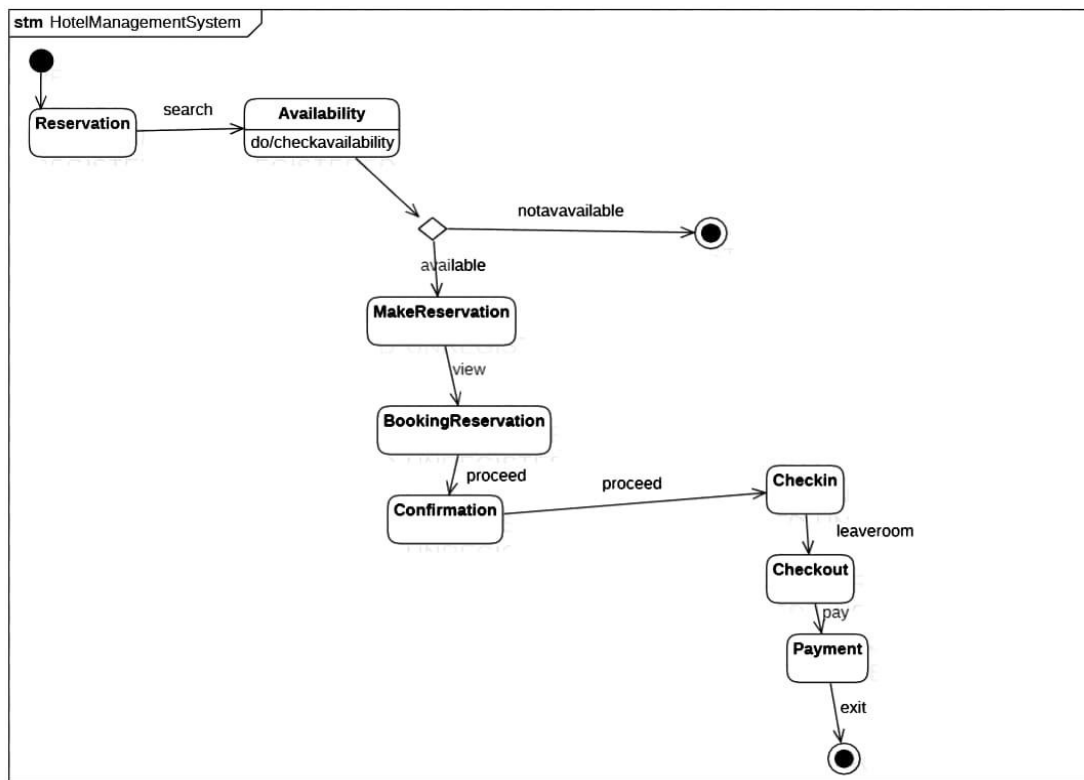 stm HotelManagementSystem
Reservation
search
Availability
do/checkavailability
notavavailable
available
MakeReservation
view
BookingReservation
proceed
Confirmation
proceed
Checkin
leaveroom
Checkout
pay
Payment
exit